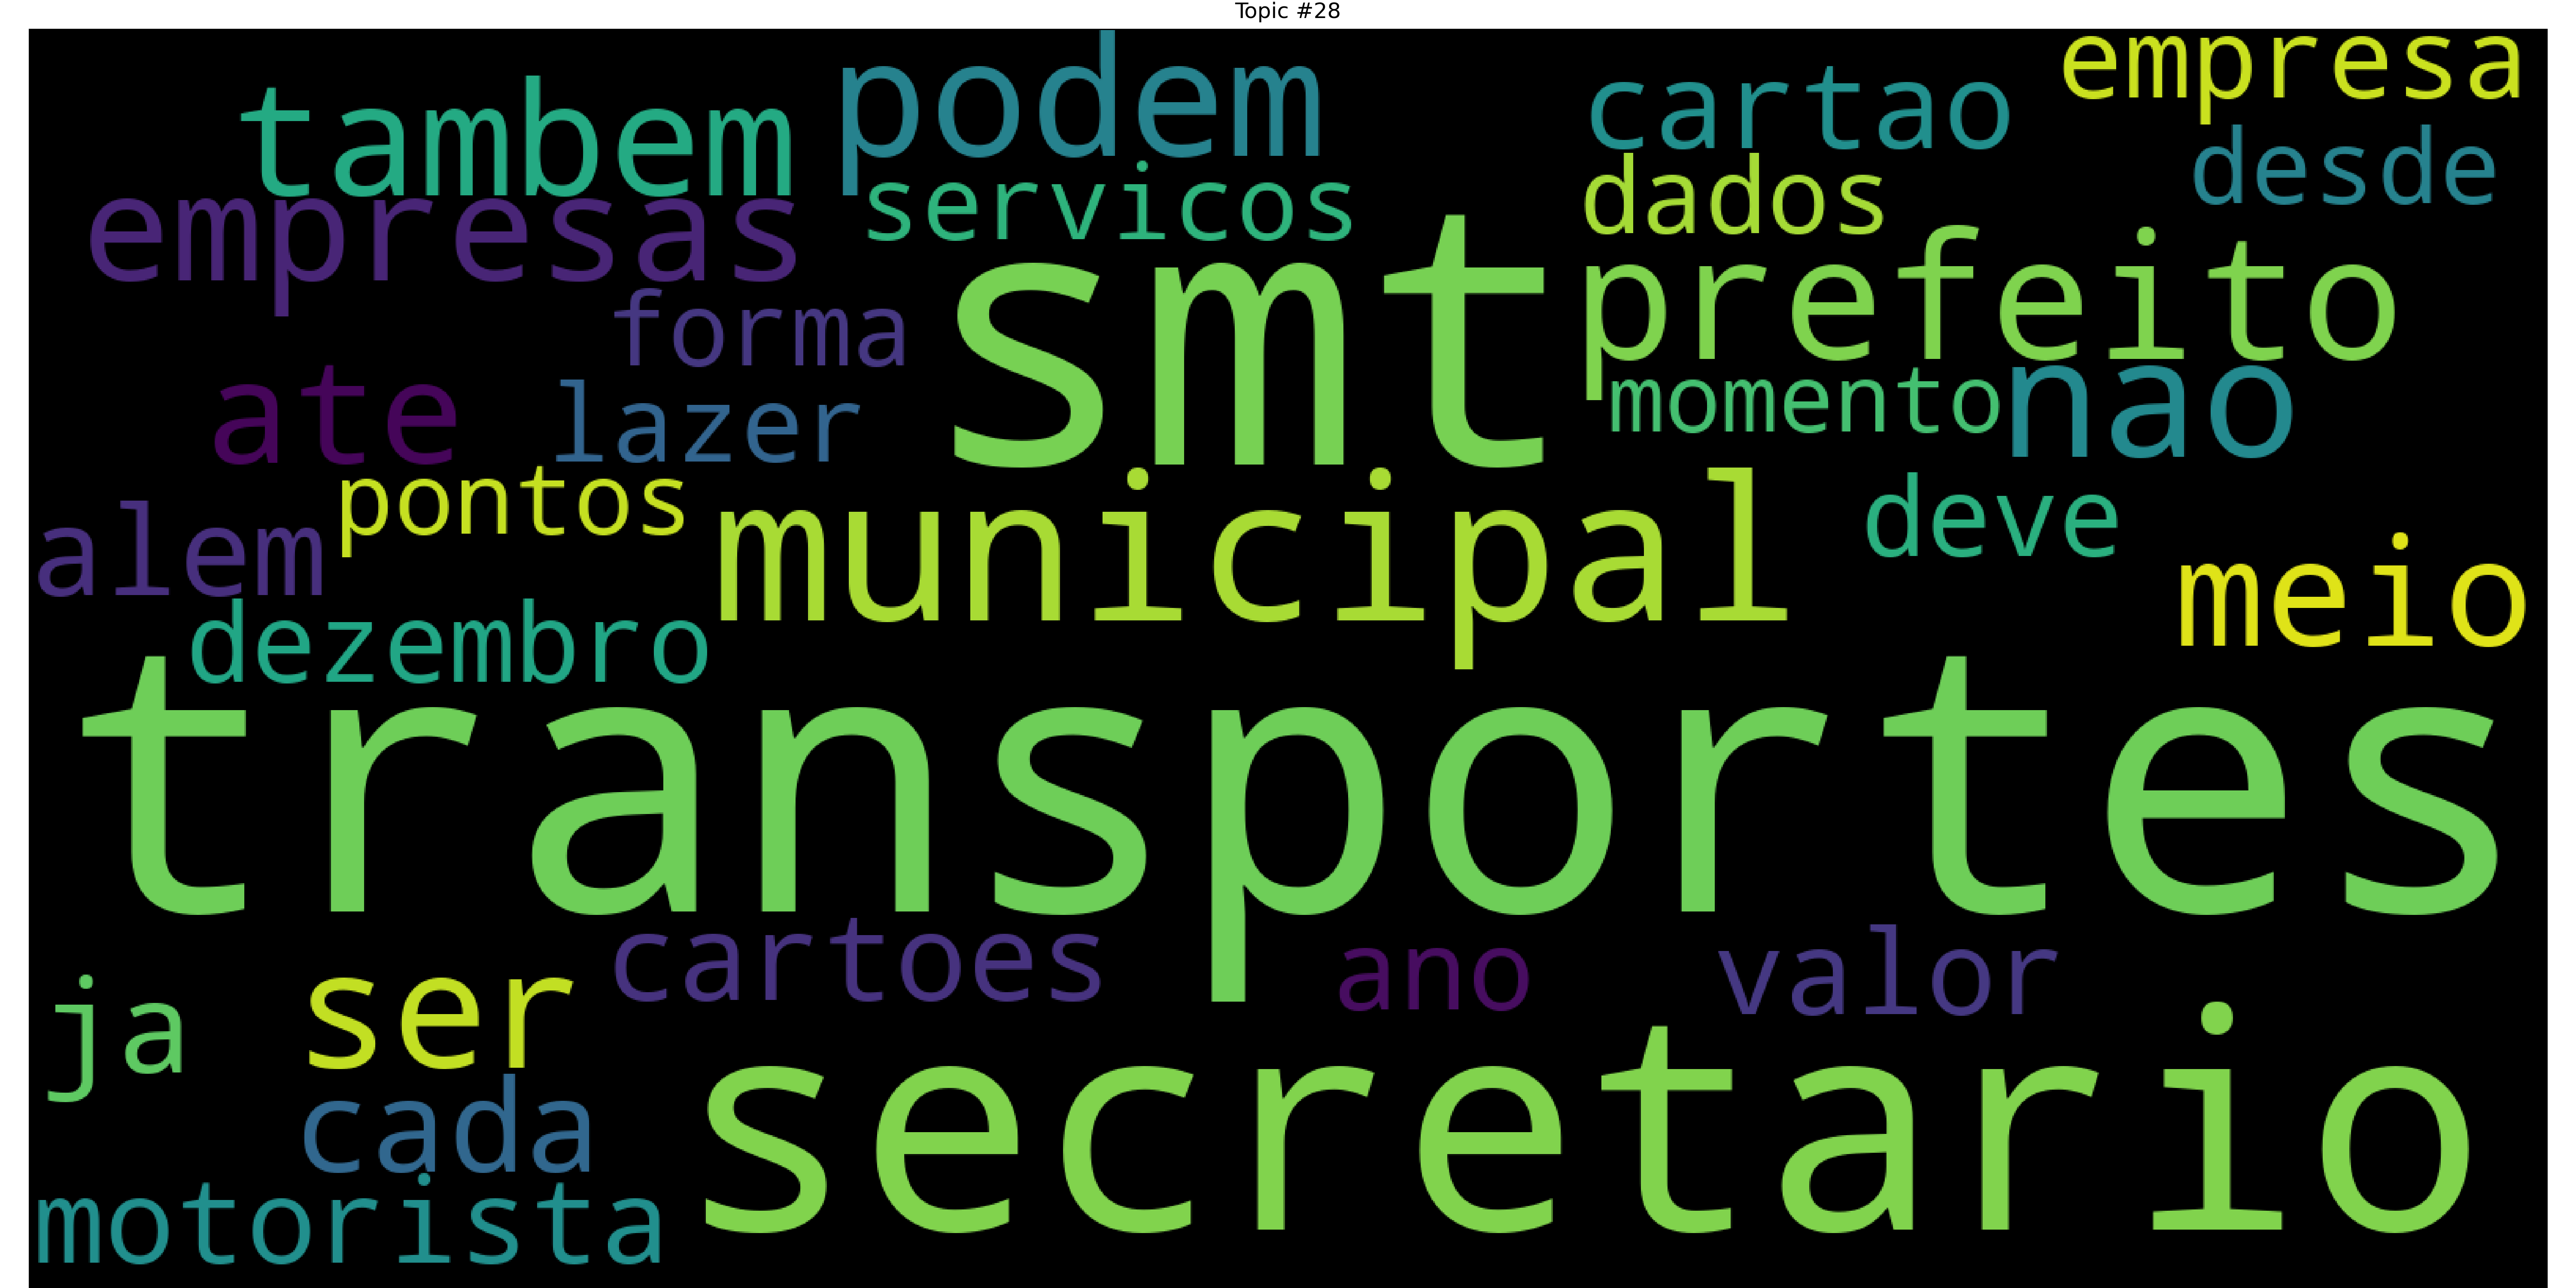 Topic #28
tambem
podem
cartao
empresa
empresas
servicos
dados
desde
forma
smt
prefeito
ate
lazer
momento
nao
alem
pontos
municipal
deve
meio
dezembro
transportes
ja
ser
cartoes
ano
valor
cada
secretario
motorista